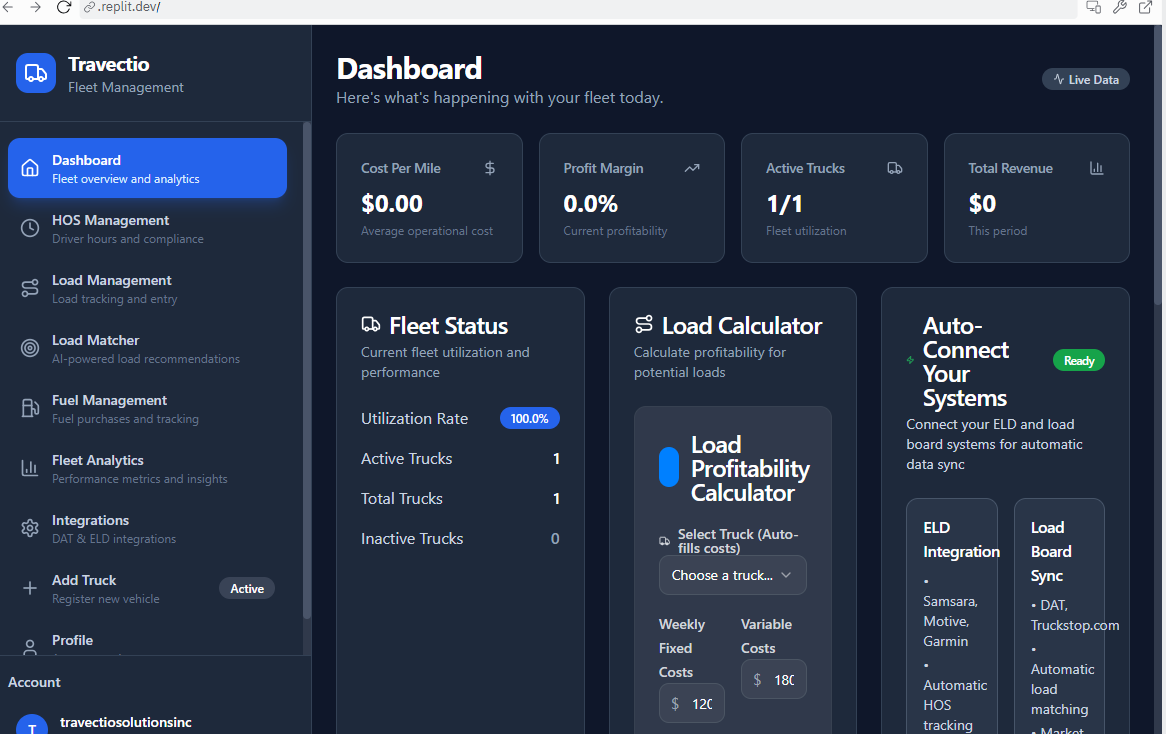 .replit.dev/
Travectio
Fleet Management
Dashboard
Fleet overview and analytics
HOS Management
Driver hours and compliance
Load Management
Load tracking and entry
Load Matcher
AI-powered load recommendations
Fuel Management
Fuel purchases and tracking
Fleet Analytics
Performance metrics and insights
Integrations
DAT & ELD integrations
Add Truck
Register new vehicle
Active
Profile
Account
T
travectiosolutionsinc
Dashboard
Here's what's happening with your fleet today.
Live Data
Cost Per Mile
$0.00
Average operational cost
Profit Margin
0.0%
Current profitability
Active Trucks
1/1
Fleet utilization
Total Revenue
$0
This period
Fleet Status
Current fleet utilization and
performance
Utilization Rate 100.0%
Active Trucks 1
Total Trucks 1
Inactive Trucks 0
Load Calculator
Calculate profitability for
potential loads
Load
Profitability
Calculator
Select Truck (Auto-
fills costs)
Choose a truck...
Weekly
Fixed
Costs
$ 120
Variable
Costs
$ 180
Auto-
Connect
Your
Systems
Ready
Connect your ELD and load
board systems for automatic
data sync
ELD
Integration
•
Samsara,
Motive,
Garmin
•
Automatic
HOS
tracking
Load
Board
Sync
• DAT,
Truckstop.com
•
Automatic
load
matching
• Market